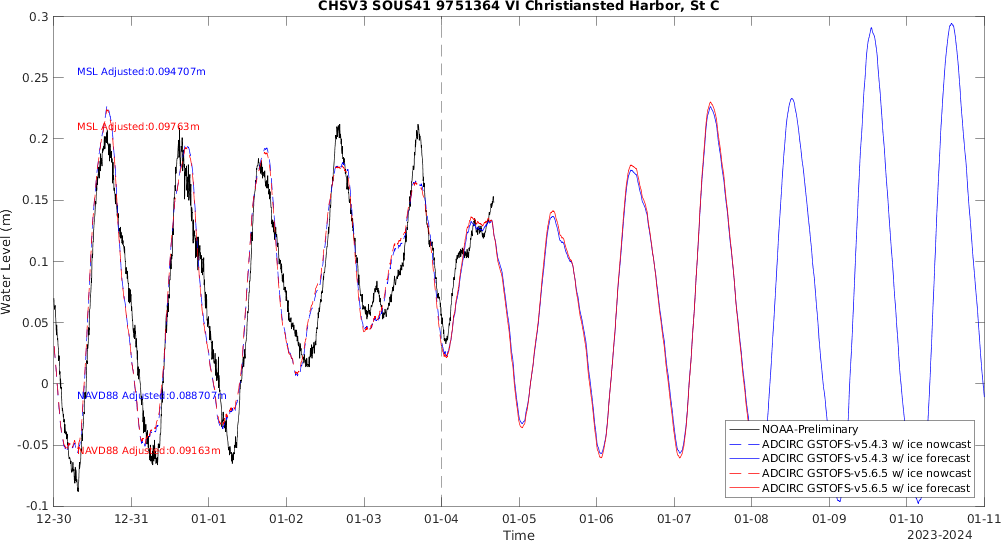 CHSV3 SOUS41 9751364 VI Christiansted Harbor, St C
0.3
0.25
0.2
0.15
0.1
0.05
0
-0.05
-0.1
Water Level (m)
MSL Adjusted:0.094707m
MSL Adjusted:0.09763m
NAVD88 Adjusted:0.088707m
NAVD88 Adjusted:0.09163m
NOAA-Preliminary
ADCIRC GSTOFS-v5.4.3 w/ ice nowcast
ADCIRC GSTOFS-v5.4.3 w/ ice forecast
ADCIRC GSTOFS-v5.6.5 w/ ice nowcast
ADCIRC GSTOFS-v5.6.5 w/ ice forecast
12-30 12-31 01-01 01-02 01-03 01-04 01-05 01-06 01-07 01-08 01-09 01-10 01-11
Time
2023-2024